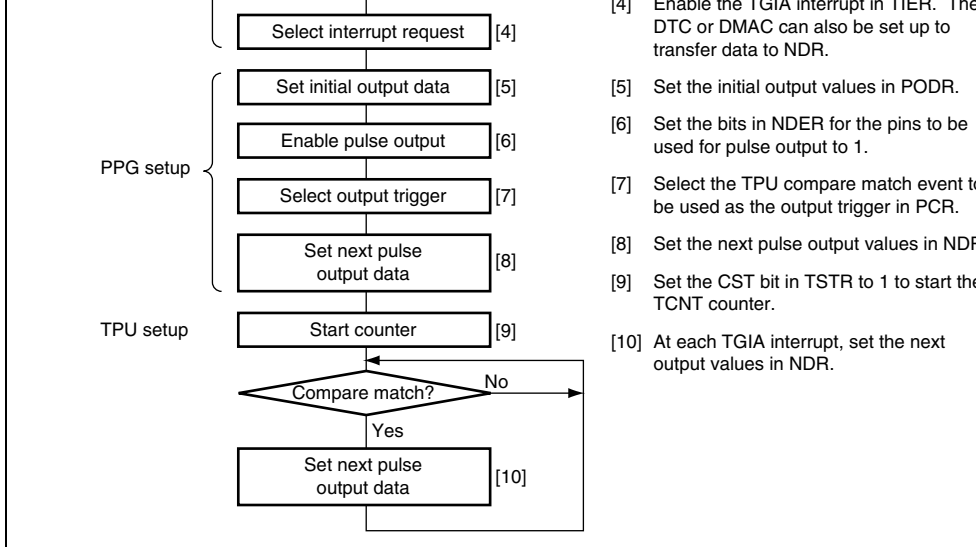 Select interrupt request [4]
Set initial output data [5]
Enable pulse output [6]
PPG setup
Select output trigger [7]
Set next pulse
output data [8]
TPU setup
Start counter [9]
Compare match?
No
Yes
Set next pulse
output data [10]
[4] Enable the TGIA interrupt in TIER. The
DTC or DMAC can also be set up to
transfer data to NDR.
[5] Set the initial output values in PODR.
[6] Set the bits in NDER for the pins to be
used for pulse output to 1.
[7] Select the TPU compare match event
be used as the output trigger in PCR.
[8] Set the next pulse output values in
[9] Set the CST bit in TSTR to 1 to start the
TCNT counter.
[10] At each TGIA interrupt, set the next
output values in NDR.